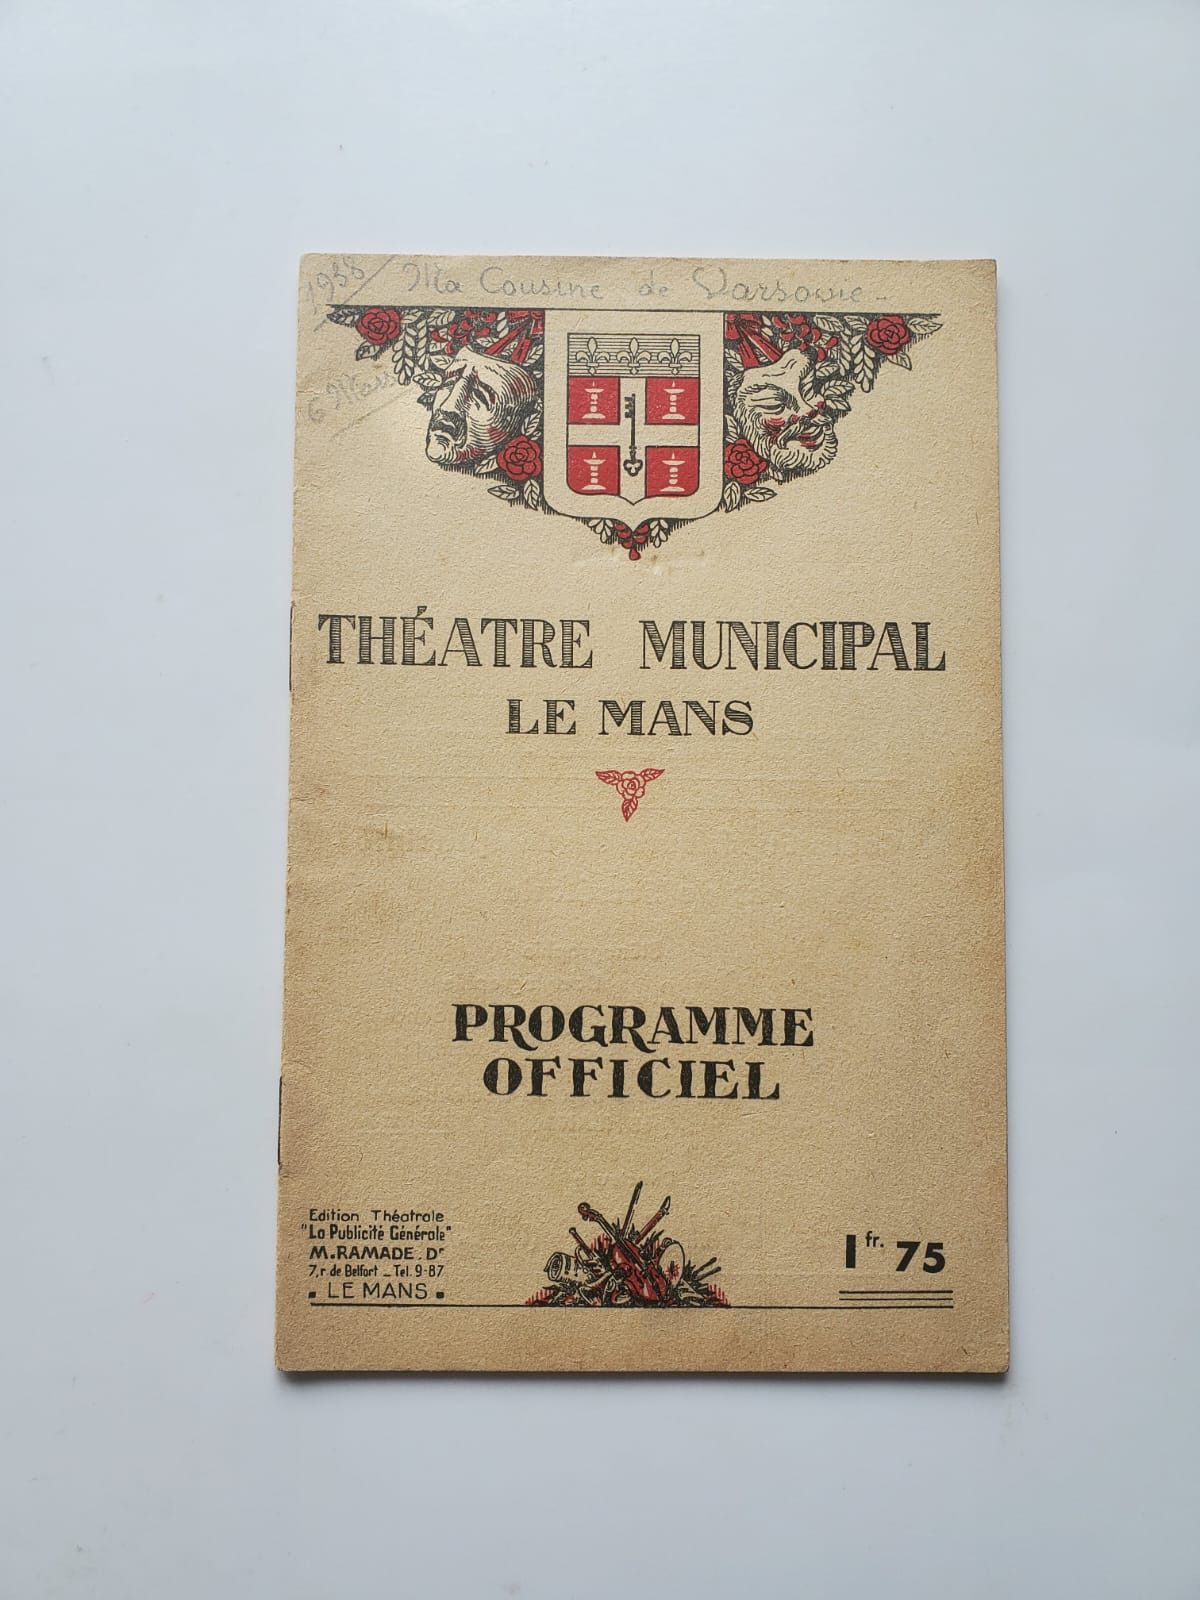 1938 Ma Cousine de Varsovie -
6 Mars
THÉATRE MUNICIPAL
LE MANS
PROGRAMME
OFFICIEL
Edition Théatrale
"La Publicité Générale"
M. RAMADE. Dr
7, r de Belfort _ Tel. 9-87
. LE MANS .
1 fr. 75